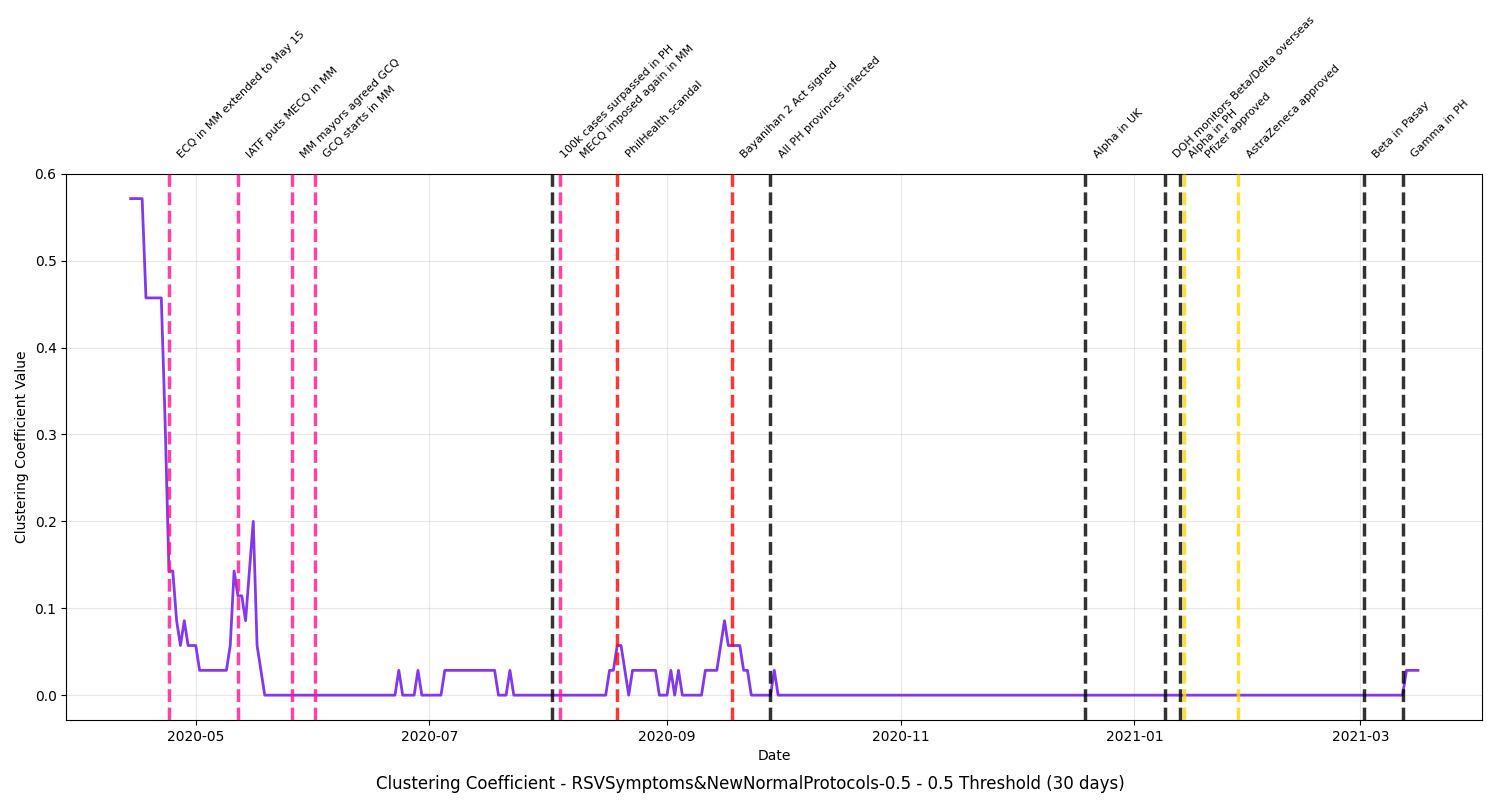 ECQ in MM extended to May 15
IATF puts MECQ in MM
MM mayors agreed GCQ
GCQ starts in MM
100k cases surpassed in PH
MECQ imposed again in MM
PhilHealth scandal
Bayanihan 2 Act signed
All PH provinces infected
Alpha in UK
DOH monitors Beta/Delta overseas
Alpha in PH
Pfizer approved
AstraZeneca approved
Beta in Pasay
Gamma in PH
0.6
0.5
0.4
0.3
0.2
0.1
0.0
Clustering Coefficient Value
2020-05
2020-07
2020-09
2020-11
2021-01
2021-03
Date
Clustering Coefficient - RSVSymptoms&NewNormalProtocols-0.5 - 0.5 Threshold (30 days)